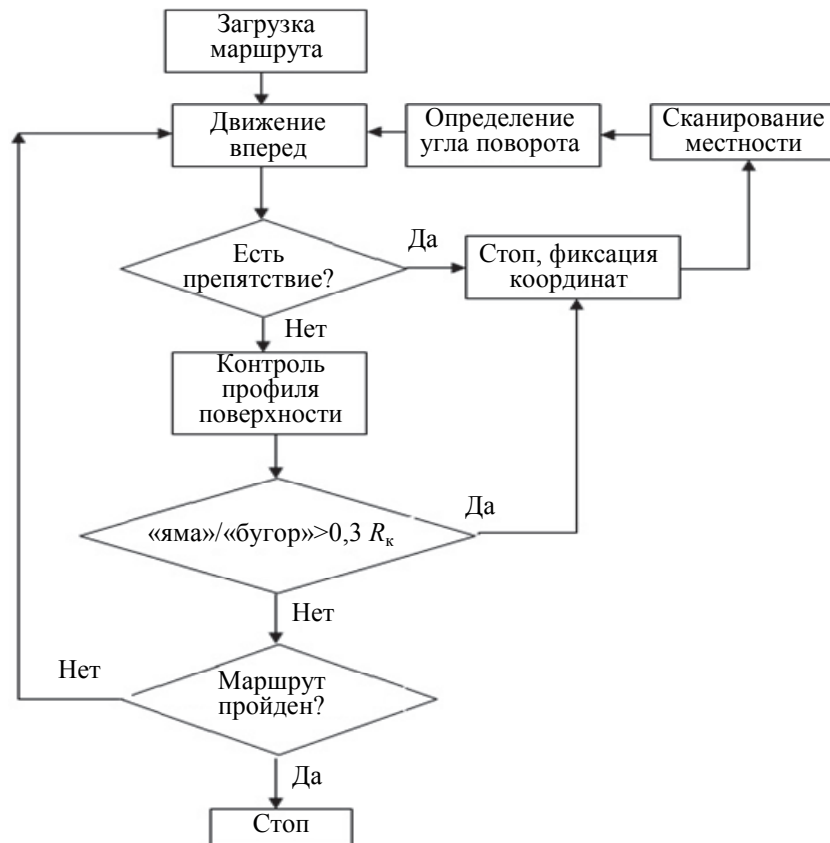 Загрузка
маршрута
Движение
вперед
Определение
угла поворота
Сканирование
местности
Есть
препятствие?
Да
Стоп, фиксация
координат
Нет
Контроль
профиля
поверхности
«яма»/«бугор»>0,3 Rк
Да
Нет
Нет
Маршрут
пройден?
Да
Стоп